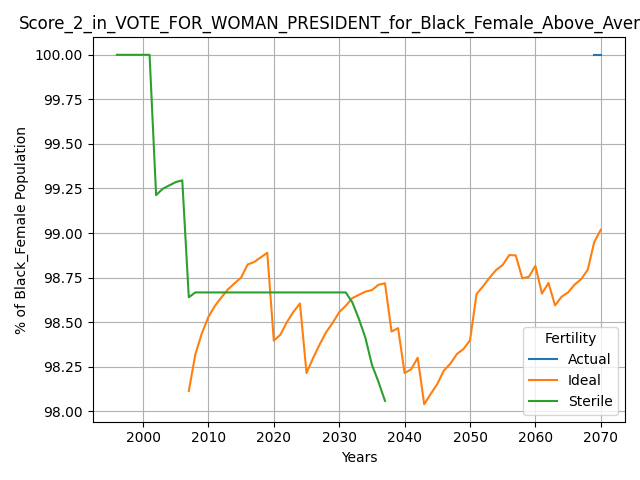 Score_2_in_VOTE_FOR_WOMAN_PRESIDENT_for_Black_Female_Above_Aver
% of Black_Female Population
100.00
99.75
99.50
99.25
99.00
98.75
98.50
98.25
98.00
Fertility
Actual
Ideal
Sterile
2000 2010 2020 2030 2040 2050 2060 2070
Years